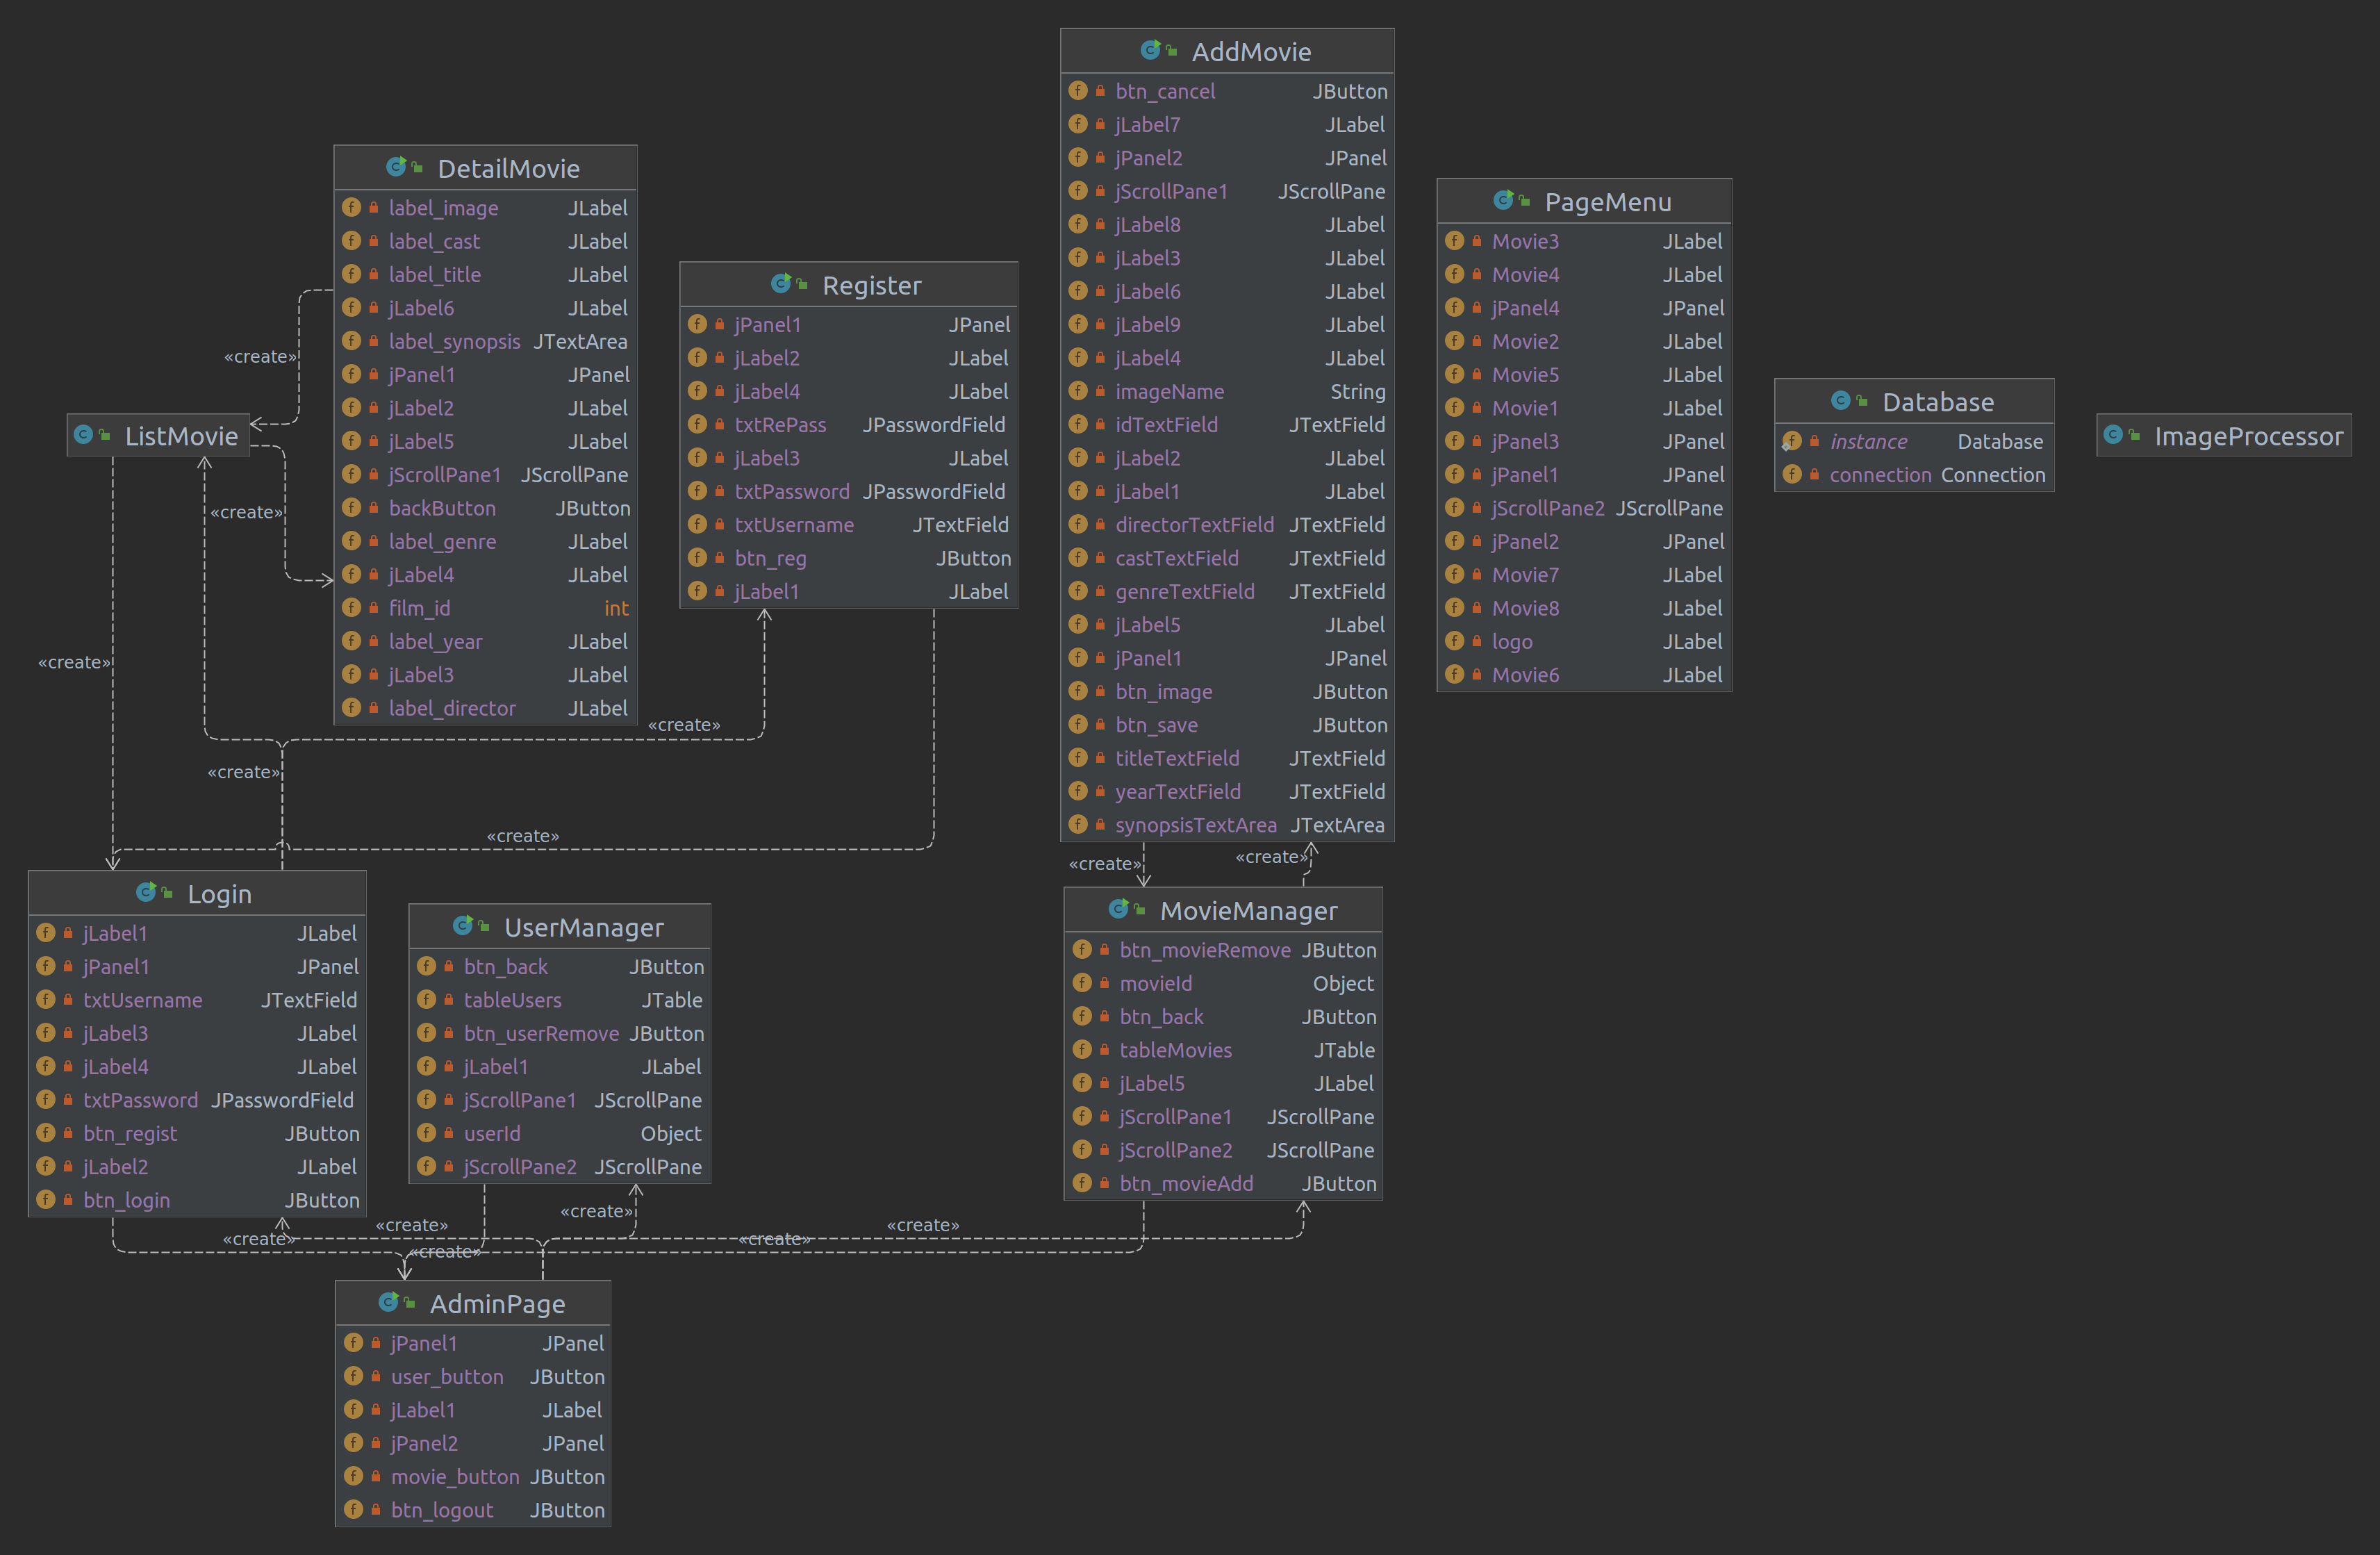 AddMovie
btn_cancel JButton
jLabel7 JLabel
jPanel2 JPanel
jScrollPane1 JScrollPane
jLabel8 JLabel
jLabel3 JLabel
jLabel6 JLabel
jLabel9 JLabel
jLabel4 JLabel
imageName String
idTextField JTextField
jLabel2 JLabel
jLabel1 JLabel
directorTextField JTextField
castTextField JTextField
genreTextField JTextField
jLabel5 JLabel
jPanel1 JPanel
btn_image JButton
btn_save JButton
titleTextField JTextField
yearTextField JTextField
synopsisTextArea JTextArea
DetailMovie
label_image JLabel
label_cast JLabel
label_title JLabel
jLabel6 JLabel
label_synopsis JTextArea
jPanel1 JPanel
jLabel2 JLabel
jLabel5 JLabel
jScrollPane1 JScrollPane
backButton JButton
label_genre JLabel
jLabel4 JLabel
film_id int
label_year JLabel
jLabel3 JLabel
label_director JLabel
PageMenu
Movie3 JLabel
Movie4 JLabel
jPanel4 JPanel
Movie2 JLabel
Movie5 JLabel
Movie1 JLabel
jPanel3 JPanel
jPanel1 JPanel
jScrollPane2 JScrollPane
jPanel2 JPanel
Movie7 JLabel
Movie8 JLabel
logo JLabel
Movie6 JLabel
Register
jPanel1 JPanel
jLabel2 JLabel
jLabel4 JLabel
txtRePass JPasswordField
jLabel3 JLabel
txtPassword JPasswordField
txtUsername JTextField
btn_reg JButton
jLabel1 JLabel
Database
instance Database
connection Connection
ImageProcessor
ListMovie
«create»
«create»
«create»
«create»
«create»
«create»
«create»
«create»
Login
jLabel1 JLabel
jPanel1 JPanel
txtUsername JTextField
jLabel3 JLabel
jLabel4 JLabel
txtPassword JPasswordField
btn_regist JButton
jLabel2 JLabel
btn_login JButton
UserManager
btn_back JButton
tableUsers JTable
btn_userRemove JButton
jLabel1 JLabel
jScrollPane1 JScrollPane
userId Object
jScrollPane2 JScrollPane
MovieManager
btn_movieRemove JButton
movieId Object
btn_back JButton
tableMovies JTable
jLabel5 JLabel
jScrollPane1 JScrollPane
jScrollPane2 JScrollPane
btn_movieAdd JButton
«create»
«create»
«create»
«create»
«create»
«create»
AdminPage
jPanel1 JPanel
user_button JButton
jLabel1 JLabel
jPanel2 JPanel
movie_button JButton
btn_logout JButton